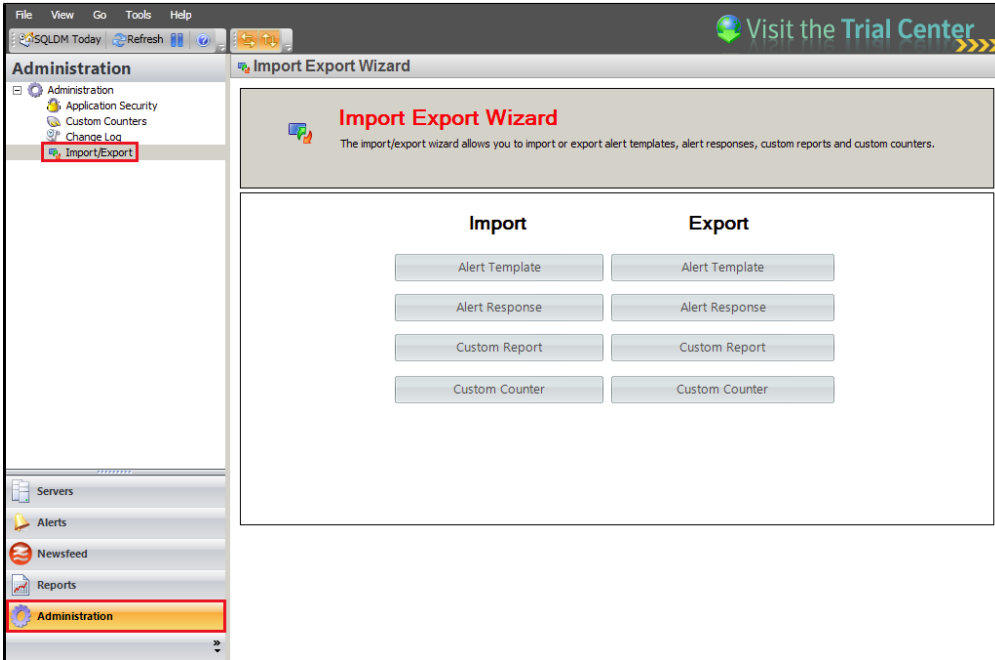 File View Go Tools Help
SQLDM Today Refresh
Visit the Trial Center
Administration
Import Export Wizard
Administration
Application Security
Custom Counters
Change Log
Import/Export
Import Export Wizard
The import/export wizard allows you to import or export alert templates, alert responses, custom reports and custom counters.
Import Export
Alert Template Alert Template
Alert Response Alert Response
Custom Report Custom Report
Custom Counter Custom Counter
Servers
Alerts
Newsfeed
Reports
Administration